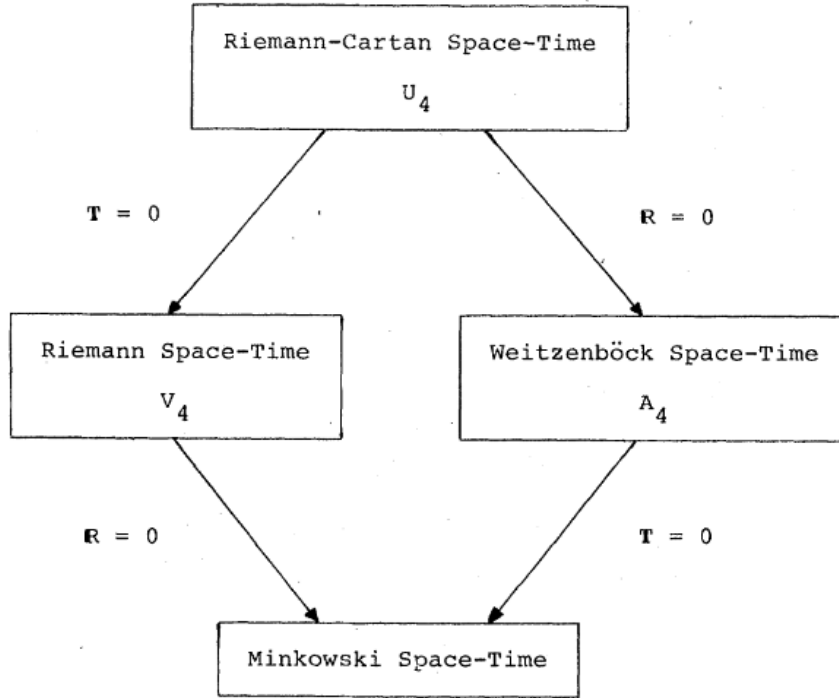 Riemann-Cartan Space-Time
U4
T = 0
R = 0
Riemann Space-Time
V4
Weitzenböck Space-Time
A4
R = 0
T = 0
Minkowski Space-Time